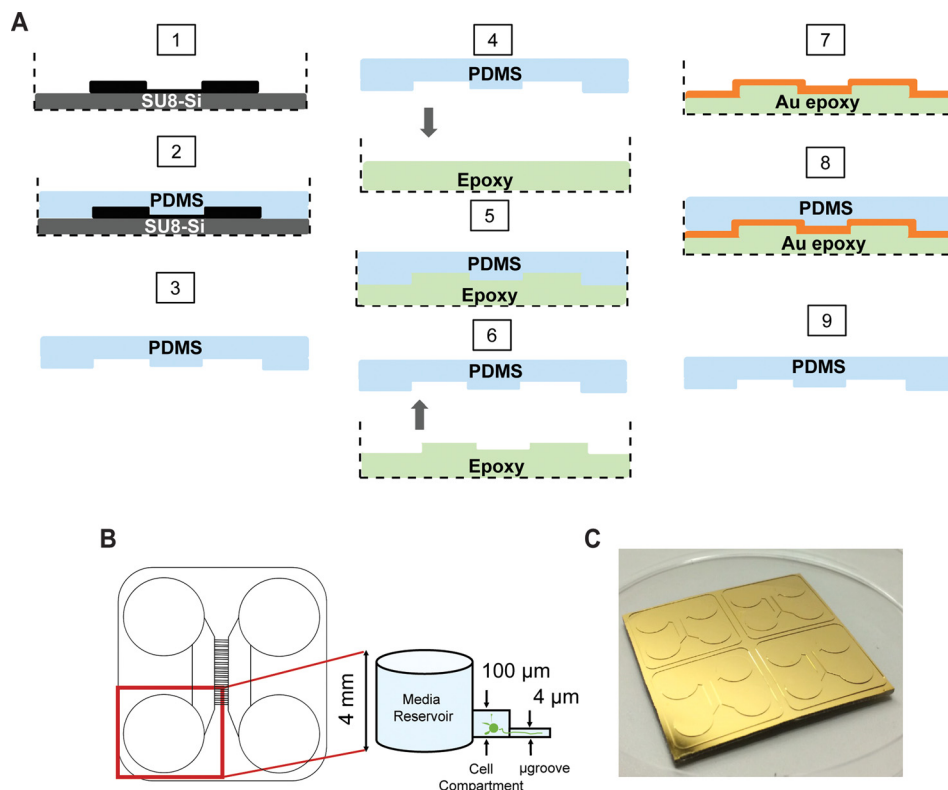 A
1
SU8-Si
2
PDMS
SU8-Si
3
PDMS
4
PDMS
Epoxy
5
PDMS
Epoxy
6
PDMS
Epoxy
7
Au epoxy
8
PDMS
Au epoxy
9
PDMS
B
4 mm
Media
Reservoir
100 µm
4 µm
Cell
Compartment
µgroove
C